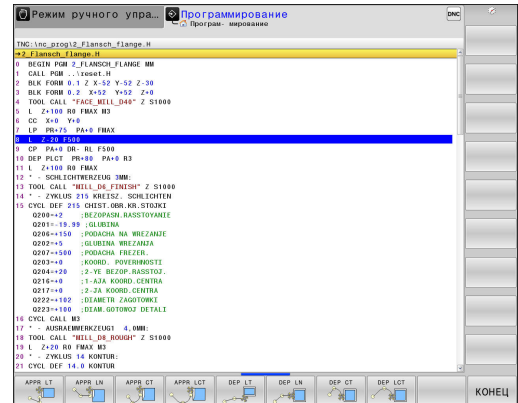 Режим ручного упра…
Программирование
Програм- мирование
DNC
TNC:\nc_prog\2_Flansch_flange.H
→2_Flansch_flange.H
0 BEGIN PGM 2_FLANSCH_FLANGE MM
1 CALL PGM ..\reset.H
2 BLK FORM 0.1 Z X-52 Y-52 Z-30
3 BLK FORM 0.2 X+52 Y+52 Z+0
4 TOOL CALL "FACE_MILL_D40" Z S1000
5 L Z+100 R0 FMAX M3
6 CC X+0 Y+0
7 LP PR+75 PA+0 FMAX
8 L Z-20 F500
9 CP PA+0 DR- RL F500
10 DEP PLCT PR+80 PA+0 R3
11 L Z+100 R0 FMAX
12 * - SCHLICHTWERZEUG 3MM:
13 TOOL CALL "MILL_D6_FINISH" Z S1000
14 * - ZYKLUS 215 KREISZ. SCHLICHTEN
15 CYCL DEF 215 CHIST.OBR.KR.STOJKI
Q200=+2 ;BEZOPASN.RASSTOYANIE
Q201=-19.99 ;GLUBINA
Q206=+150 ;PODACHA NA WREZANJE
Q202=+5 ;GLUBINA WREZANJA
Q207=+500 ;PODACHA FREZER.
Q203=+0 ;KOORD. POVERHNOSTI
Q204=+20 ;2-YE BEZOP.RASSTOJ.
Q216=+0 ;1-AJA KOORD.CENTRA
Q217=+0 ;2-JA KOORD.CENTRA
Q222=+102 ;DIAMETR ZAGOTOWKI
Q223=+100 ;DIAM.GOTOWOJ DETALI
16 CYCL CALL M3
17 * - AUSRAEMWERKZEUG1 4,0MM:
18 TOOL CALL "MILL_D8_ROUGH" Z S1000
19 L Z+20 R0 FMAX M3
20 * - ZYKLUS 14 KONTUR:
21 CYCL DEF 14.0 KONTUR
APPR LT APPR LN APPR CT APPR LCT DEP LT DEP LN DEP CT DEP LCT КОНЕЦ